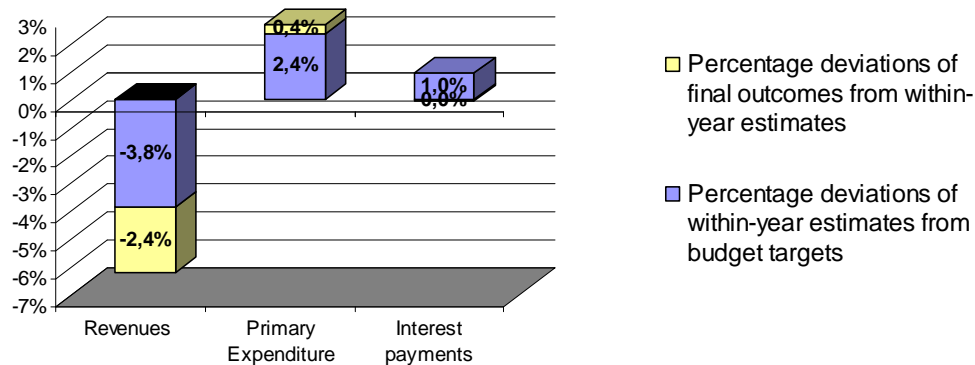 3%
2%
1%
0%
-1%
-2%
-3%
-4%
-5%
-6%
-7%
0,4%
2,4%
1,0%
0,0%
-3,8%
-2,4%
Revenues
Primary
Expenditure
Interest
payments
Percentage deviations of
final outcomes from within-
year estimates
Percentage deviations of
within-year estimates from
budget targets